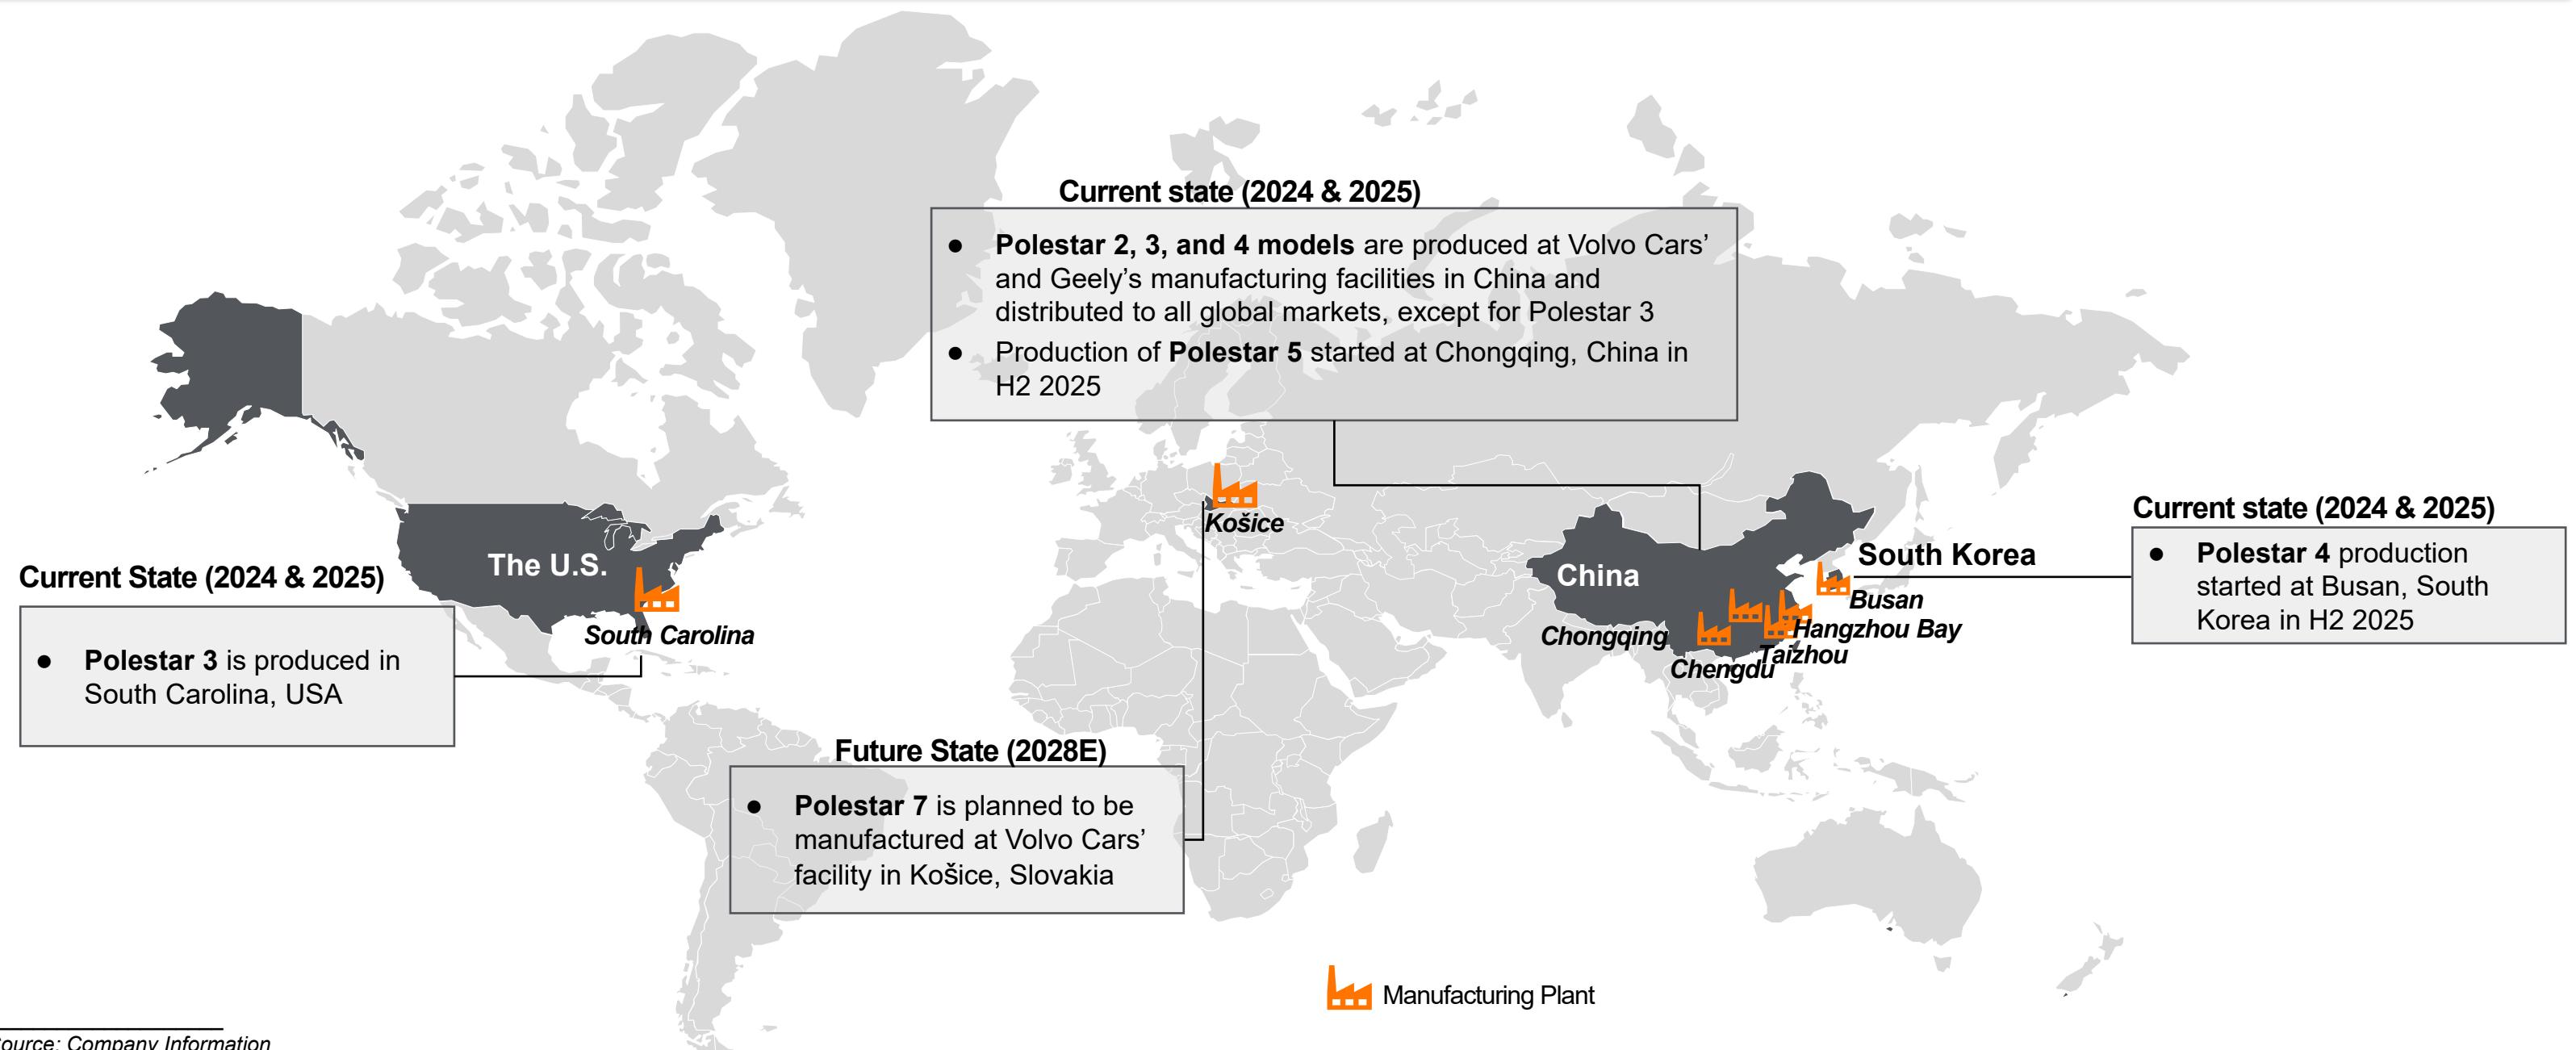 Current state (2024 & 2025)
● Polestar 2, 3, and 4 models are produced at Volvo Cars’
and Geely’s manufacturing facilities in China and
distributed to all global markets, except for Polestar 3
● Production of Polestar 5 started at Chongqing, China in
H2 2025
Košice
The U.S.
South Carolina
Current State (2024 & 2025)
● Polestar 3 is produced in
South Carolina, USA
China
Chongqing
Chengdu
Taizhou
Hangzhou Bay
South Korea
Busan
Current state (2024 & 2025)
● Polestar 4 production
started at Busan, South
Korea in H2 2025
Future State (2028E)
● Polestar 7 is planned to be
manufactured at Volvo Cars’
facility in Košice, Slovakia
Manufacturing Plant
ource: Company Information